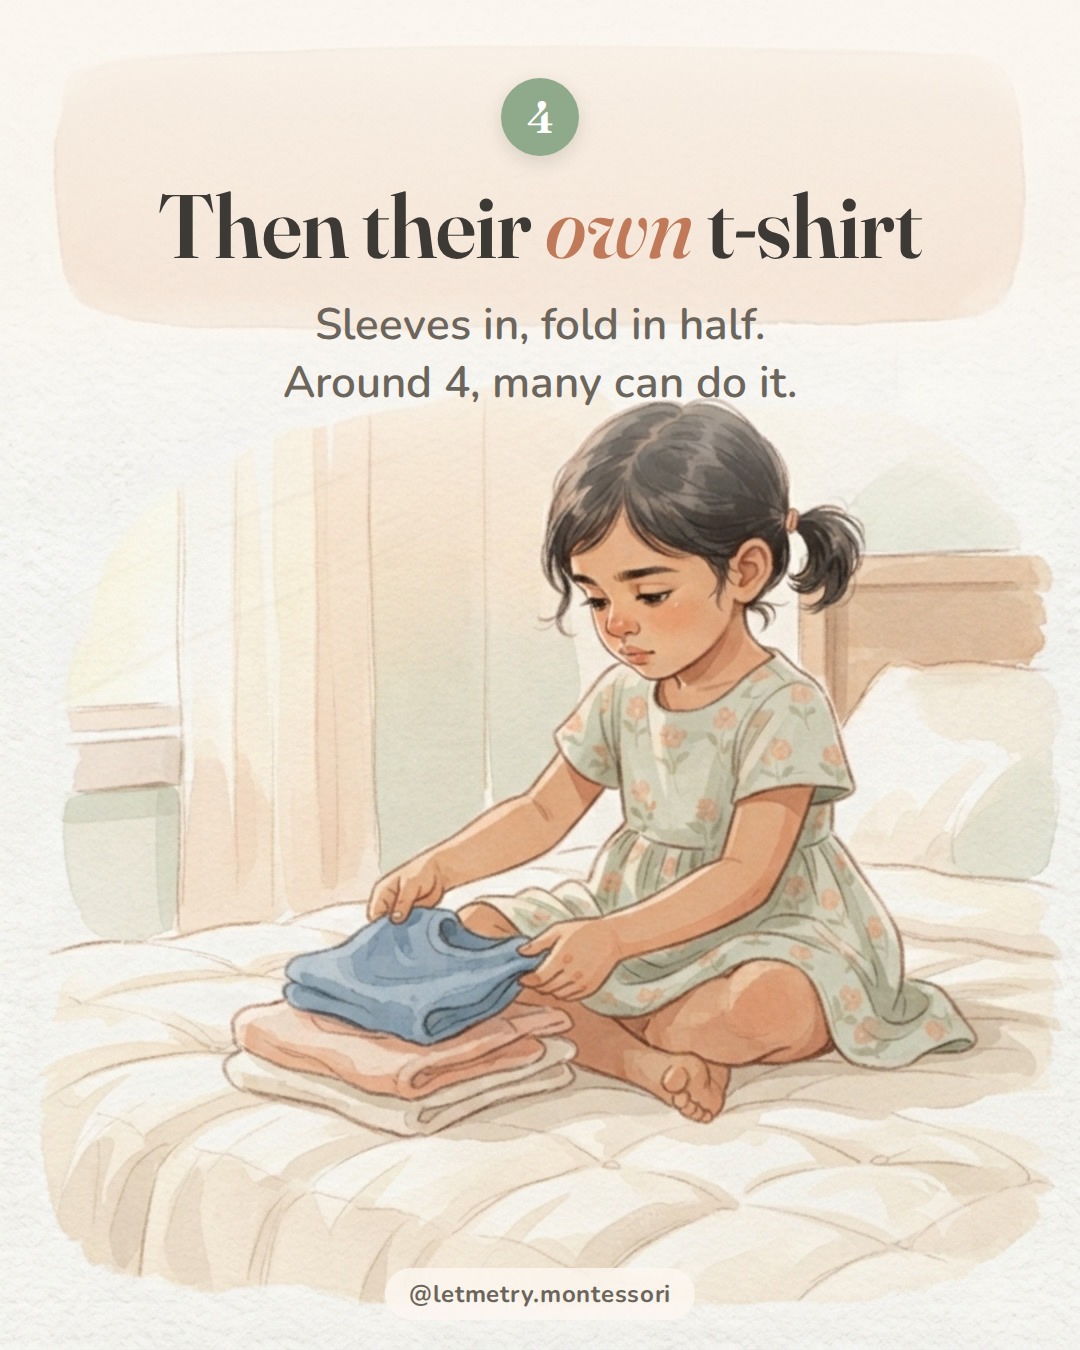 4
Then their own t-shirt
Sleeves in, fold in half.
Around 4, many can do it.
@letmetry.montessori